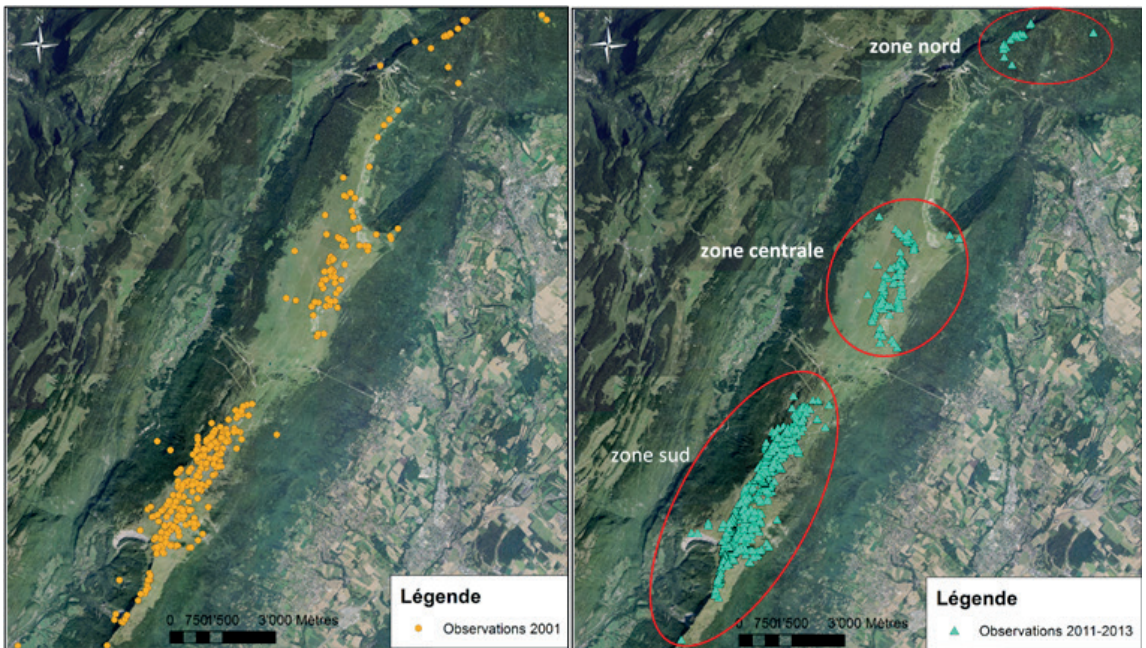 Légende
0 750 1'500 3'000 Mètres
Observations 2001
zone nord
zone centrale
zone sud
Légende
0 750 1'500 3'000 Mètres
Observations 2011-2013